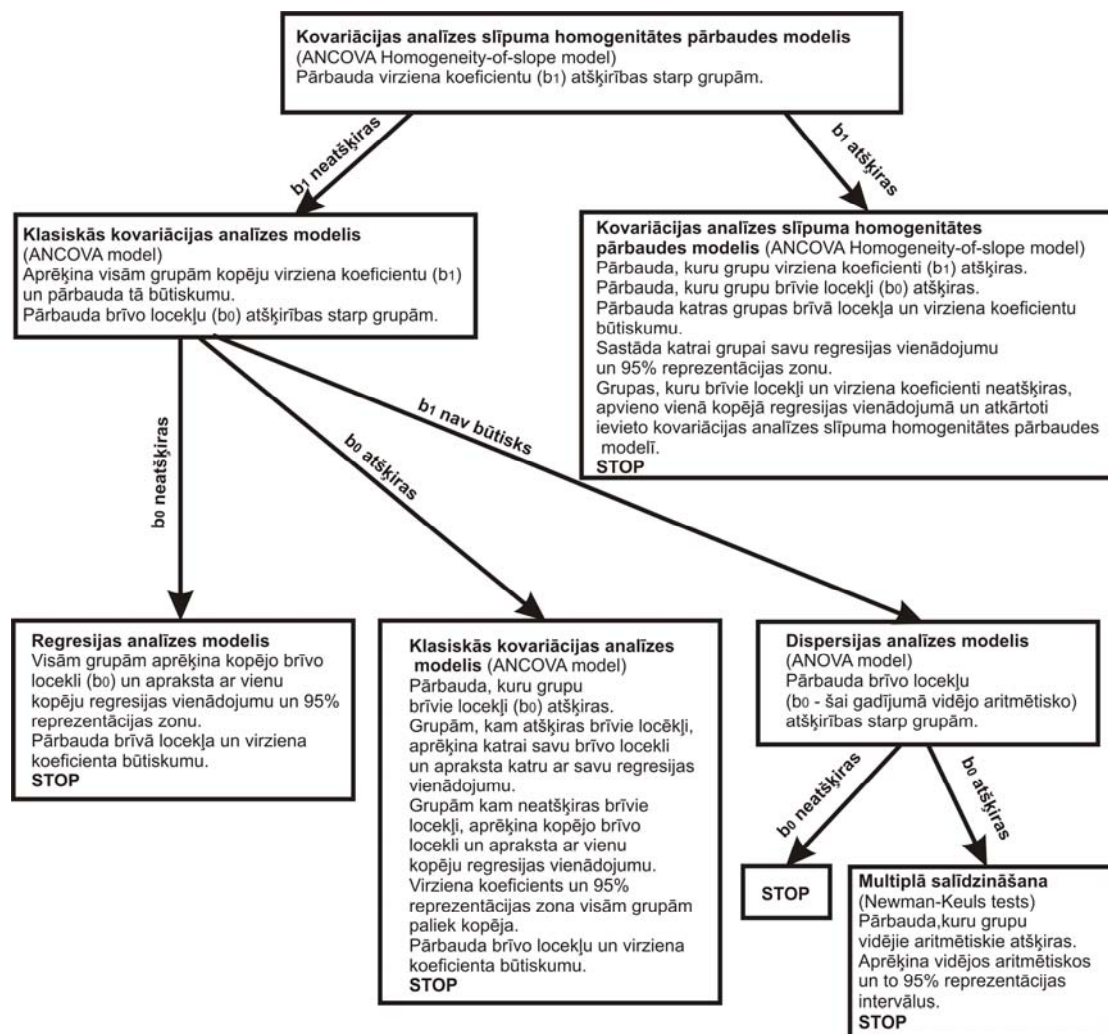 Kovariācijas analīzes slīpuma homogenitātes pārbaudes modelis
(ANCOVA Homogeneity-of-slope model)
Pārbauda virziena koeficientu (b1) atšķirības starp grupām.
b1 neatšķiras
b1 atšķiras
Klasiskās kovariācijas analīzes modelis
(ANCOVA model)
Aprēķina visām grupām kopēju virziena koeficientu (b1)
un pārbauda tā būtiskumu.
Pārbauda brīvo locekļu (b0) atšķirības starp grupām.
Kovariācijas analīzes slīpuma homogenitātes
pārbaudes modelis (ANCOVA Homogeneity-of-slope model)
Pārbauda, kuru grupu virziena koeficienti (b1) atšķiras.
Pārbauda, kuru grupu brīvie locekļi (b0) atšķiras.
Pārbauda katras grupas brīvā locekļa un virziena koeficientu
būtiskumu.
Sastāda katrai grupai savu regresijas vienādojumu
un 95% reprezentācijas zonu.
Grupas, kuru brīvie locekļi un virziena koeficienti neatšķiras,
apvieno vienā kopējā regresijas vienādojumā un atkārtoti
ievieto kovariācijas analīzes slīpuma homogenitātes pārbaudes
modelī.
STOP
b0 neatšķiras
b0 atšķiras
b1 nav būtisks
Regresijas analīzes modelis
Visām grupām aprēķina kopējo brīvo
locekli (b0) un apraksta ar vienu
kopēju regresijas vienādojumu un 95%
reprezentācijas zonu.
Pārbauda brīvā locekļa un virziena
koeficienta būtiskumu.
STOP
Klasiskās kovariācijas analīzes
modelis (ANCOVA model)
Pārbauda, kuru grupu
brīvie locekļi (b0) atšķiras.
Grupām, kam atšķiras brīvie locēkļi,
aprēķina katrai savu brīvo locekli
un apraksta katru ar savu regresijas
vienādojumu.
Grupām kam neatšķiras brīvie
locekļi, aprēķina kopējo brīvo
locekli un apraksta ar vienu
kopēju regresijas vienādojumu.
Virziena koeficients un 95%
reprezentācijas zona visām grupām
paliek kopēja.
Pārbauda brīvo locekļu un virziena
koeficienta būtiskumu.
STOP
Dispersijas analīzes modelis
(ANOVA model)
Pārbauda brīvo locekļu
(b0 - šai gadījumā vidējo aritmētisko)
atšķirības starp grupām.
b0 neatšķiras
b0 atšķiras
STOP
Multiplā salīdzināšana
(Newman-Keuls tests)
Pārbauda,kuru grupu
vidējie aritmētiskie atšķiras.
Aprēķina vidējos aritmētiskos
un to 95% reprezentācijas
intervālus.
STOP